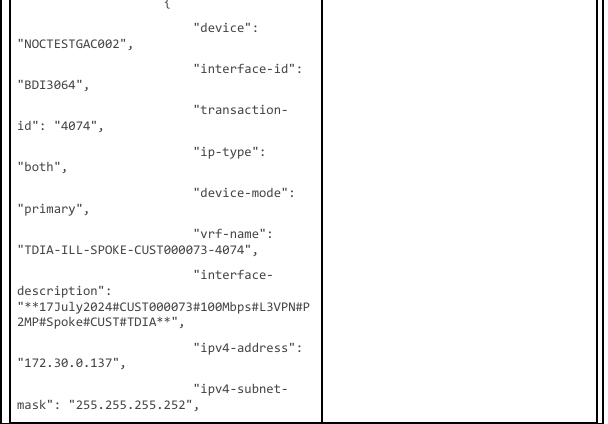 {
"device":
"NOCTESTGAC002",
"interface-id":
"BDI3064",
"transaction-
id": "4074",
"ip-type":
"both",
"device-mode":
"primary",
"vrf-name":
"TDIA-ILL-SPOKE-CUST000073-4074",
"interface-
description":
"**17July2024#CUST000073#100Mbps#L3VPN#P
2MP#Spoke#CUST#TDIA**",
"ipv4-address":
"172.30.0.137",
"ipv4-subnet-
mask": "255.255.255.252",